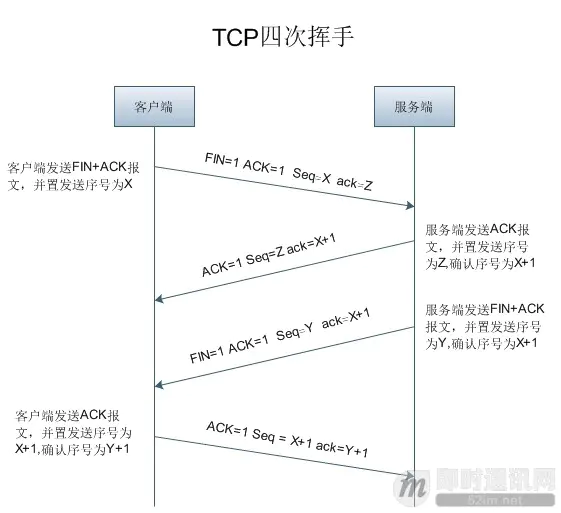 TCP四次挥手
客户端
服务端
客户端发送FIN+ACK报
文，并置发送序号为X
FIN=1 ACK=1 Seq=X ack=Z
服务端发送ACK报
文，并置发送序号
为Z,确认序号为X+1
ACK=1 Seq=Z ack=X+1
服务端发送FIN+ACK
报文，并置发送序号
为Y,确认序号为X+1
FIN=1 ACK=1 Seq=Y ack=X+1
客户端发送ACK报
文，并置发送序号为
X+1,确认序号为Y+1
ACK=1 Seq = X+1 ack=Y+1
m
即时通讯网
52im.net